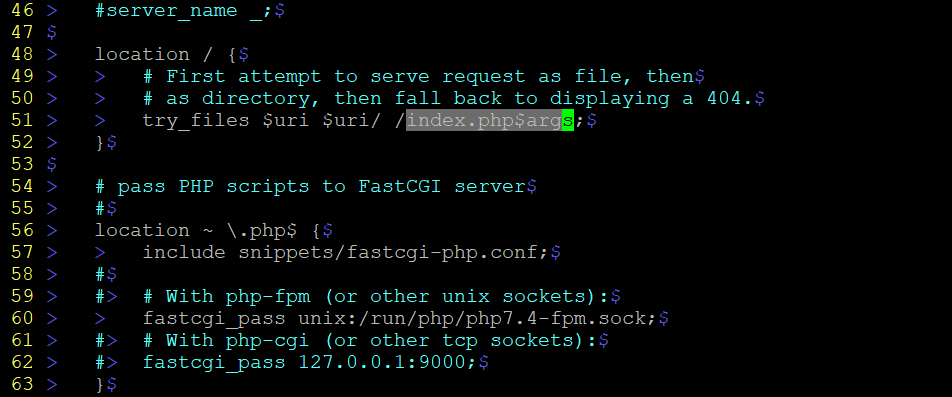 46 >   #server_name _;$
47 $
48 >   location / {$
49 >   >   # First attempt to serve request as file, then$
50 >   >   # as directory, then fall back to displaying a 404.$
51 >   >   try_files $uri $uri/ /index.php$args;$
52 >   }$
53 $
54 >   # pass PHP scripts to FastCGI server$
55 >   #$
56 >   location ~ \.php$ {$
57 >   >   include snippets/fastcgi-php.conf;$
58 >   #$
59 >   #>  # With php-fpm (or other unix sockets):$
60 >   >   fastcgi_pass unix:/run/php/php7.4-fpm.sock;$
61 >   #>  # With php-cgi (or other tcp sockets):$
62 >   #>  fastcgi_pass 127.0.0.1:9000;$
63 >   }$